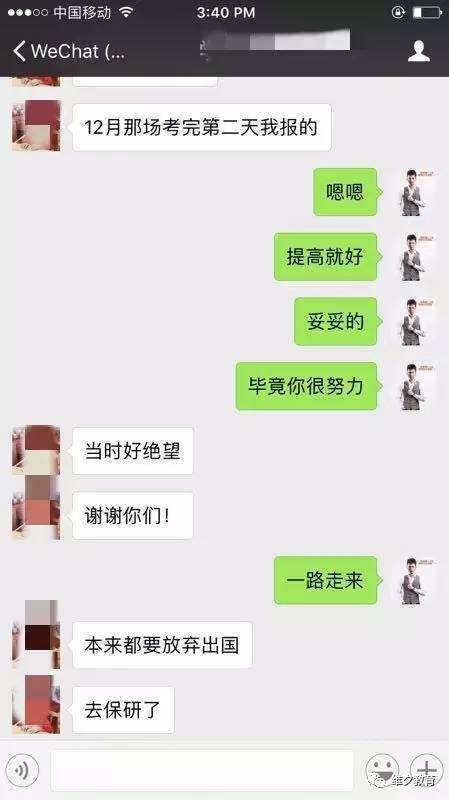 中国移动 3:40 PM
WeChat (...
12月那场考完第二天我报的
嗯嗯
提高就好
妥妥的
毕竟你很努力
当时好绝望
谢谢你们！
一路走来
本来都要放弃出国
去保研了
维夕教育